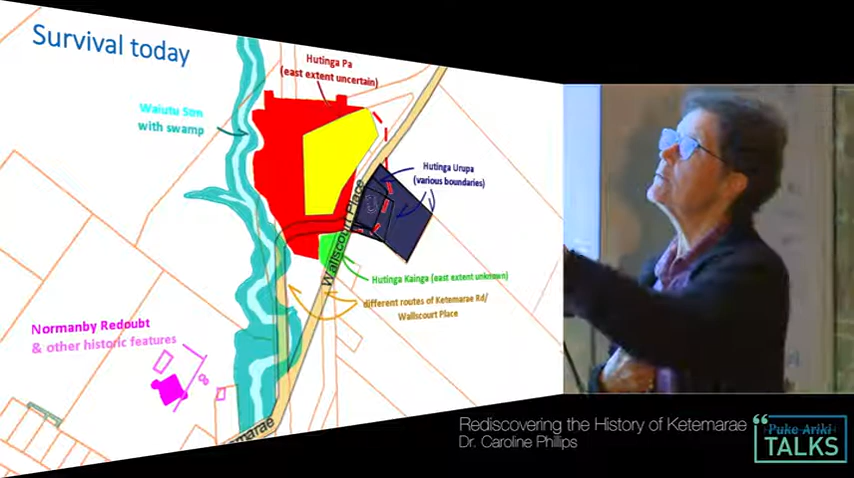 Survival today
Hutinga Pa
(east extent uncertain)
Waiutu Stm
with swamp
Hutinga Urupa
(various boundaries)
Wallscourt Place
Hutinga Kainga (east extent unknown)
different routes of Ketemarae Rd/
Wallscourt Place
Normanby Redoubt
& other historic features
emarae
Rediscovering the History of Ketemarae
Dr. Caroline Phillips
“Puke Ariki
TALKS